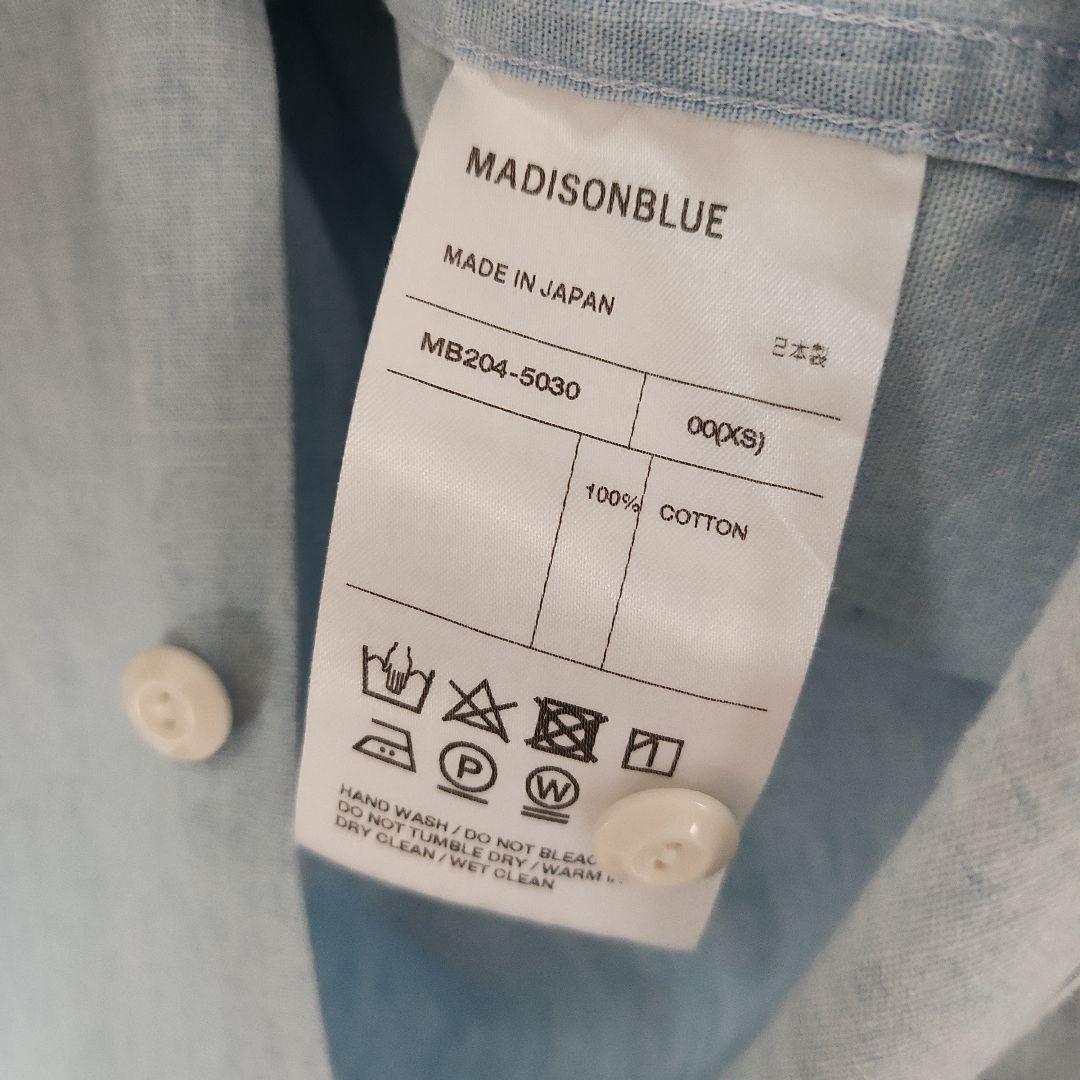 MADISONBLUE
MADE IN JAPAN
日本製
MB204-5030
00(XS)
100%
COTTON
1
P
W
HAND WASH / DO NOT
DO NOT TUMBLE DRY / WARM
DRY CLEAN / WET CLEAN